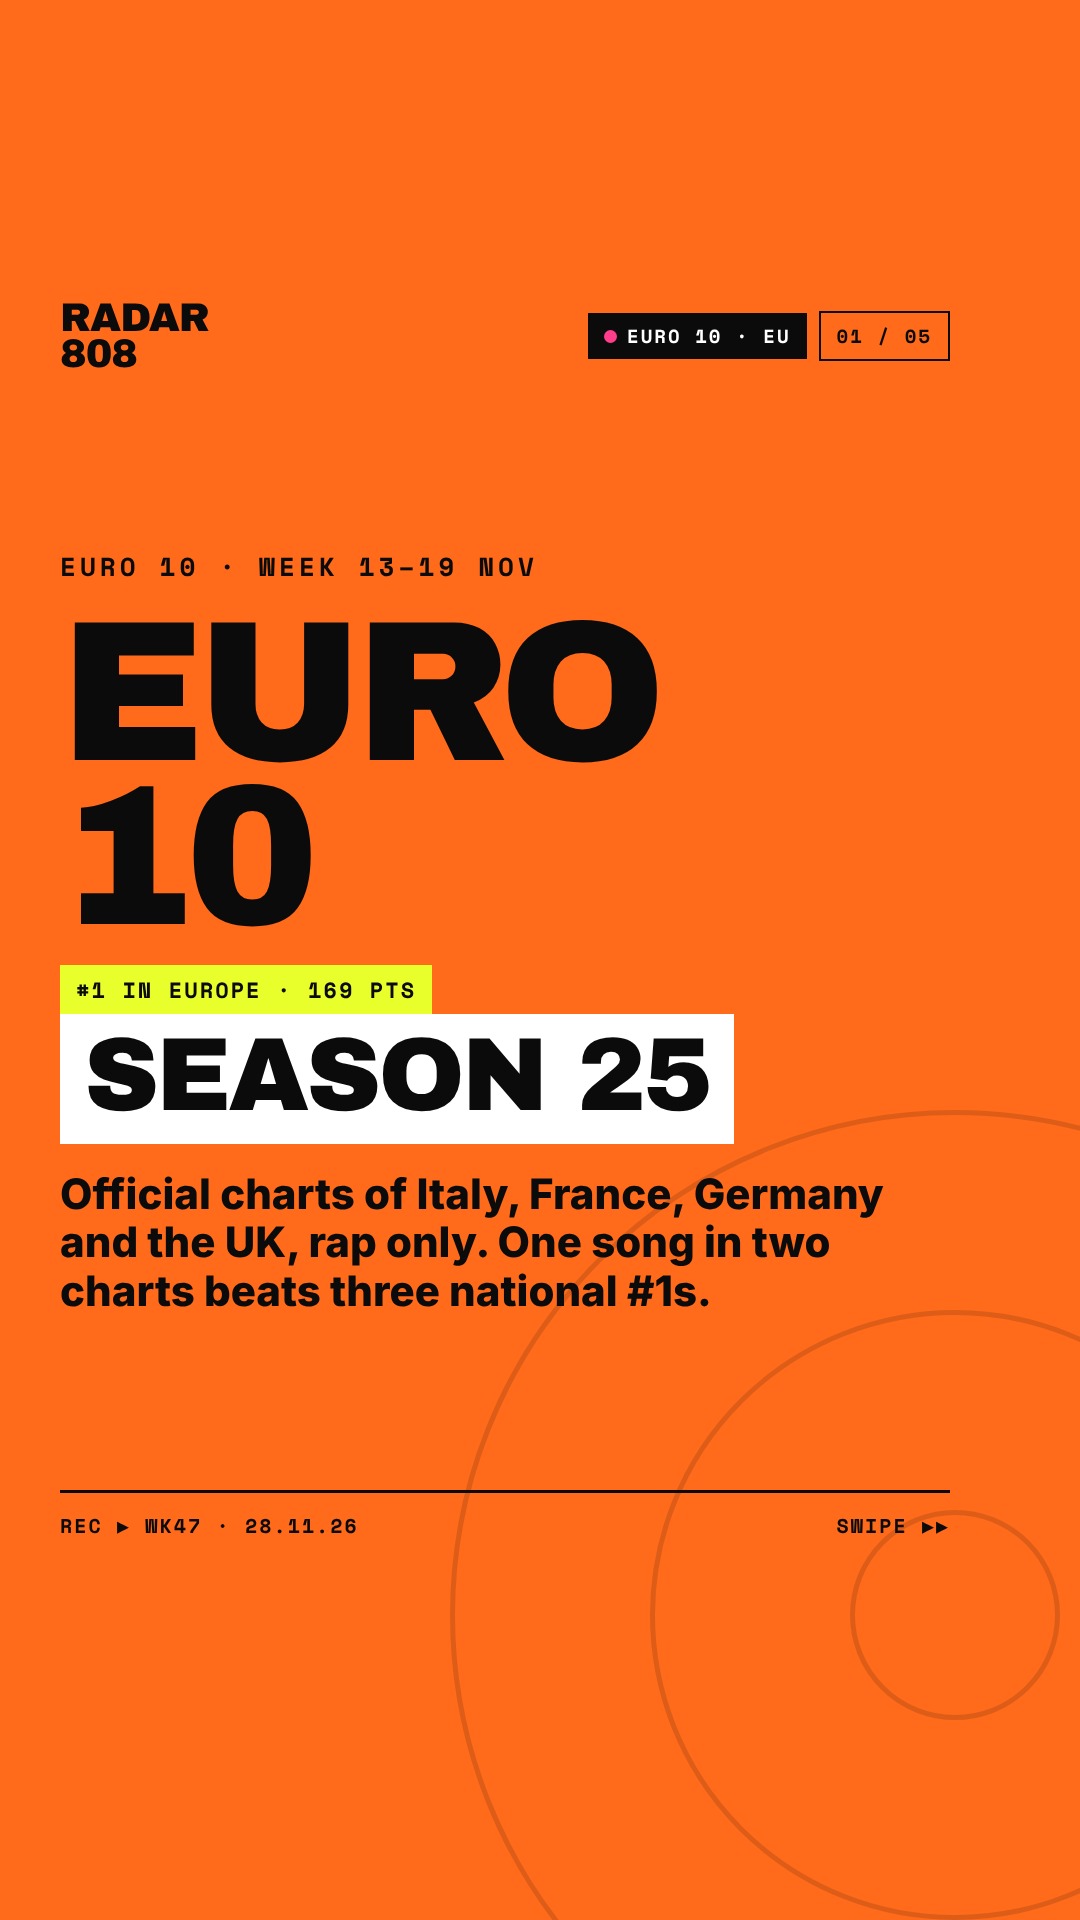 RADAR
808
EURO 10 · EU
01 / 05
EURO 10 · WEEK 13–19 NOV
EURO
10
#1 IN EUROPE · 169 PTS
SEASON 25
Official charts of Italy, France, Germany
and the UK, rap only. One song in two
charts beats three national #1s.
REC ▶ WK47 · 28.11.26
SWIPE ▶▶